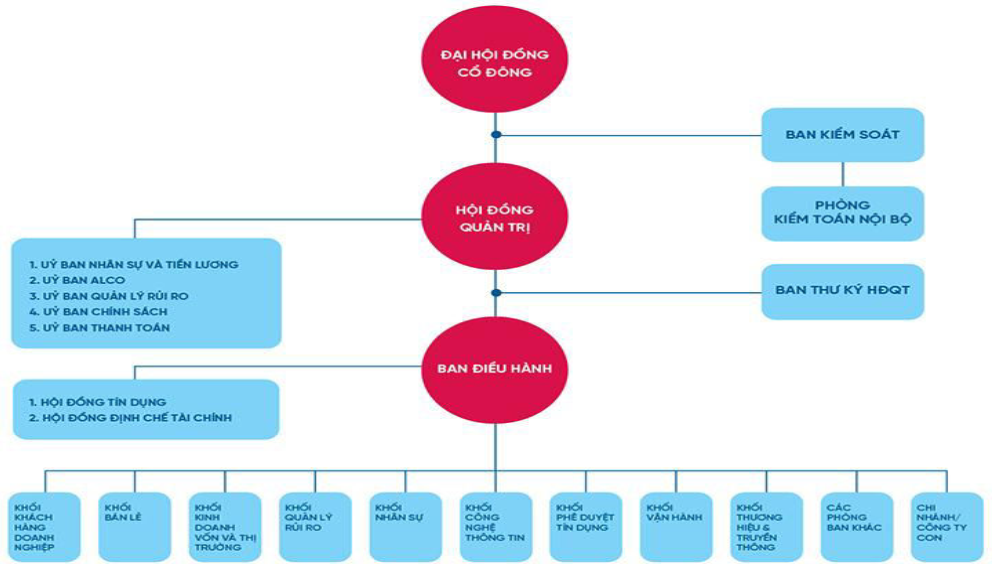 ĐẠI HỘI ĐỒNG
CỔ ĐÔNG
BAN KIỂM SOÁT
PHÒNG
KIỂM TOÁN NỘI BỘ
HỘI ĐỒNG
QUẢN TRỊ
1. UỶ BAN NHÂN SỰ VÀ TIỀN LƯƠNG
2. UỶ BAN ALCO
3. UỶ BAN QUẢN LÝ RỦI RO
4. UỶ BAN CHÍNH SÁCH
5. UỶ BAN THANH TOÁN
BAN THƯ KÝ HĐQT
BAN ĐIỀU HÀNH
1. HỘI ĐỒNG TÍN DỤNG
2. HỘI ĐỒNG ĐỊNH CHẾ TÀI CHÍNH
KHỐI
KHÁCH
HÀNG
DOANH
NGHIỆP
KHỐI
BÁN LẺ
KHỐI
KINH
DOANH
VỐN VÀ THỊ
TRƯỜNG
KHỐI
QUẢN LÝ
RỦI RO
KHỐI
NHÂN SỰ
KHỐI
CÔNG
NGHỆ
THÔNG TIN
KHỐI
PHÊ DUYỆT
TÍN DỤNG
KHỐI
VẬN HÀNH
KHỐI
THƯƠNG
HIỆU &
TRUYỀN
THÔNG
CÁC
PHÒNG
BAN KHÁC
CHI
NHÁNH/
CÔNG TY
CON